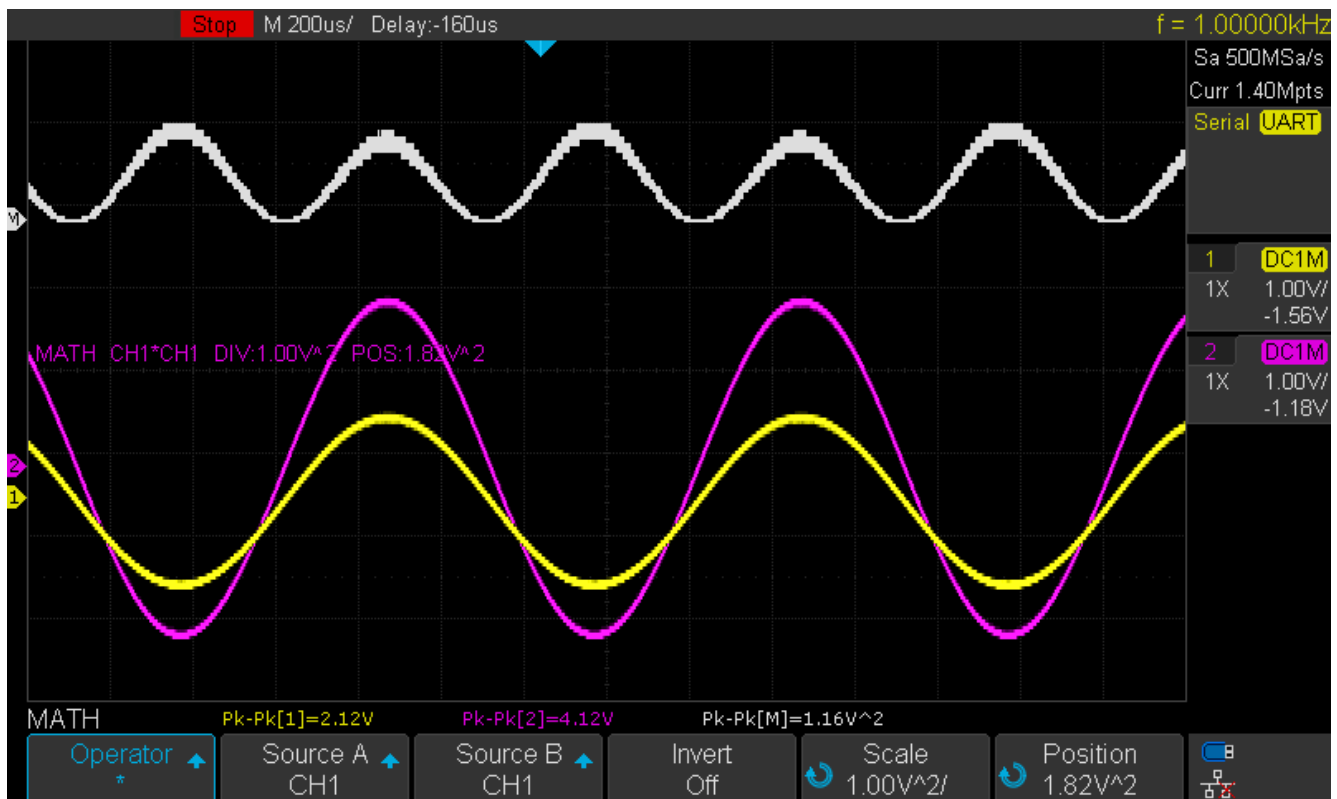 Stop M 200us/ Delay:-160us f = 1.00000kHz
Sa 500MSa/s
Curr 1.40Mpts
Serial UART
M
1 DC1M
1X 1.00V/
-1.56V
MATH CH1*CH1 DIV:1.00V^2 POS:1.82V^2
2 DC1M
1X 1.00V/
-1.18V
2
1
MATH Pk-Pk[1]=2.12V Pk-Pk[2]=4.12V Pk-Pk[M]=1.16V^2
Operator Source A Source B Invert Scale Position
* CH1 CH1 Off 1.00V^2/ 1.82V^2